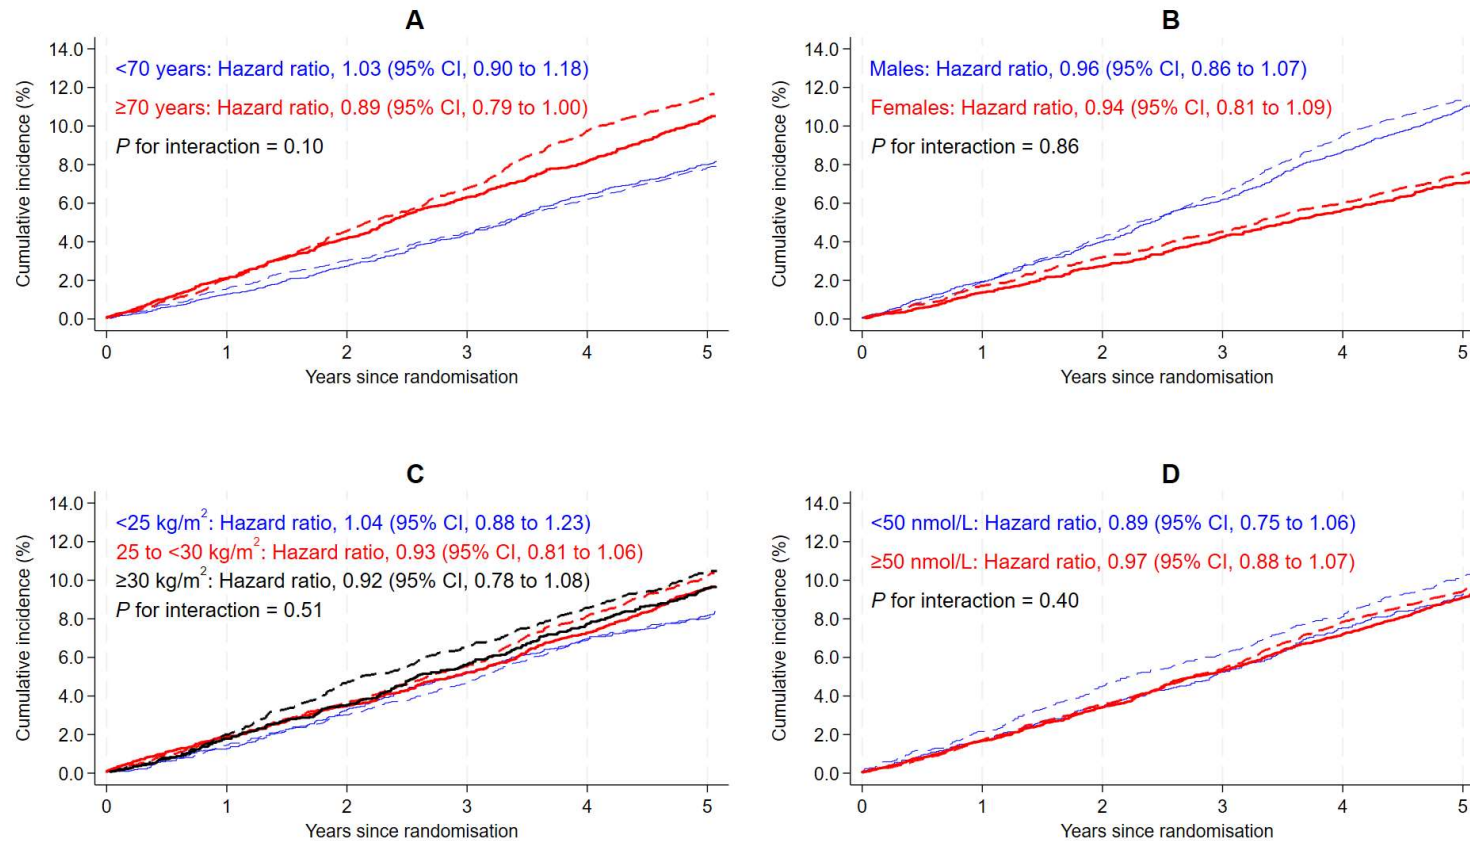 A
Cumulative incidence (%)
14.0
12.0
10.0
8.0
6.0
4.0
2.0
0.0
<70 years: Hazard ratio, 1.03 (95% CI, 0.90 to 1.18)
≥70 years: Hazard ratio, 0.89 (95% CI, 0.79 to 1.00)
P for interaction = 0.10
0 1 2 3 4 5
Years since randomisation
B
Cumulative incidence (%)
14.0
12.0
10.0
8.0
6.0
4.0
2.0
0.0
Males: Hazard ratio, 0.96 (95% CI, 0.86 to 1.07)
Females: Hazard ratio, 0.94 (95% CI, 0.81 to 1.09)
P for interaction = 0.86
0 1 2 3 4 5
Years since randomisation
C
Cumulative incidence (%)
14.0
12.0
10.0
8.0
6.0
4.0
2.0
0.0
<25 kg/m²: Hazard ratio, 1.04 (95% CI, 0.88 to 1.23)
25 to <30 kg/m²: Hazard ratio, 0.93 (95% CI, 0.81 to 1.06)
≥30 kg/m²: Hazard ratio, 0.92 (95% CI, 0.78 to 1.08)
P for interaction = 0.51
0 1 2 3 4 5
Years since randomisation
D
Cumulative incidence (%)
14.0
12.0
10.0
8.0
6.0
4.0
2.0
0.0
<50 nmol/L: Hazard ratio, 0.89 (95% CI, 0.75 to 1.06)
≥50 nmol/L: Hazard ratio, 0.97 (95% CI, 0.88 to 1.07)
P for interaction = 0.40
0 1 2 3 4 5
Years since randomisation